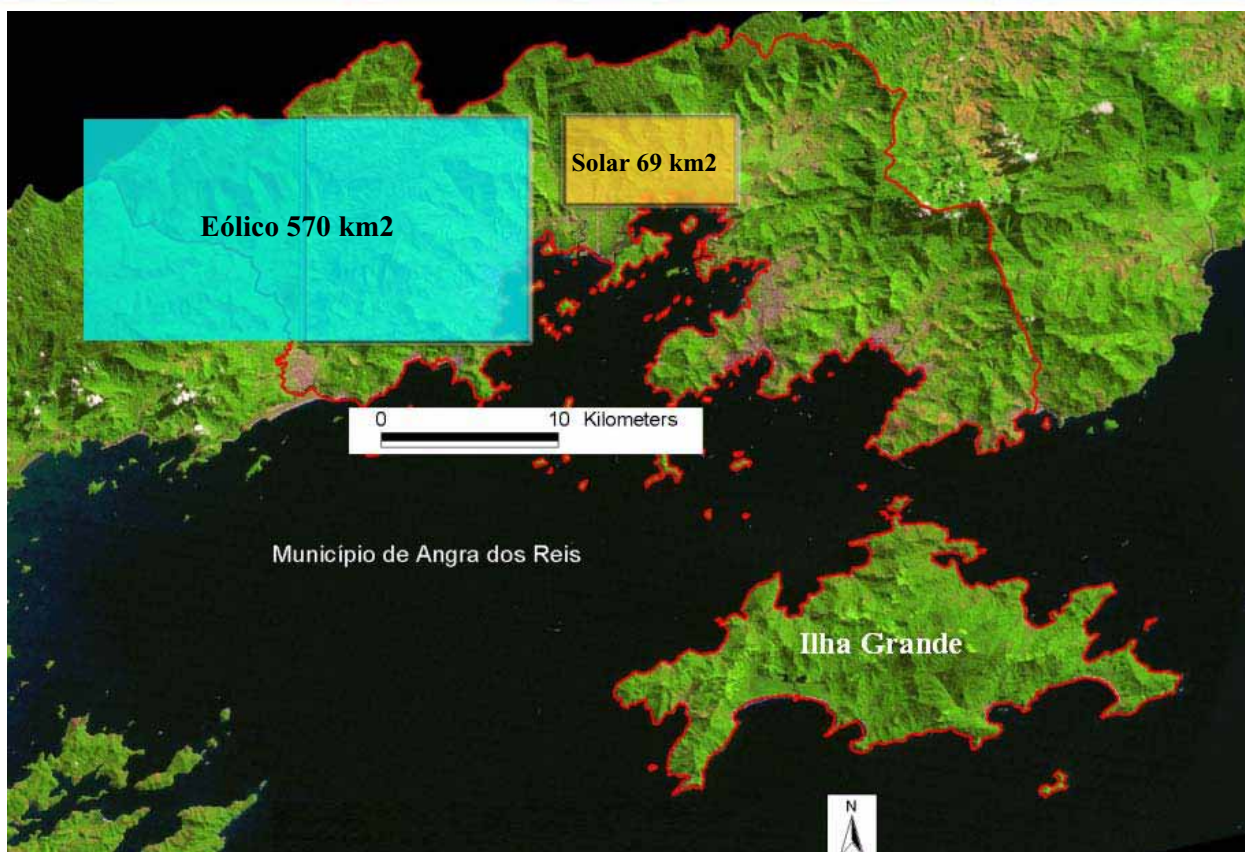 Solar 69 km2
Eólico 570 km2
0 10 Kilometers
Município de Angra dos Reis
Ilha Grande
N